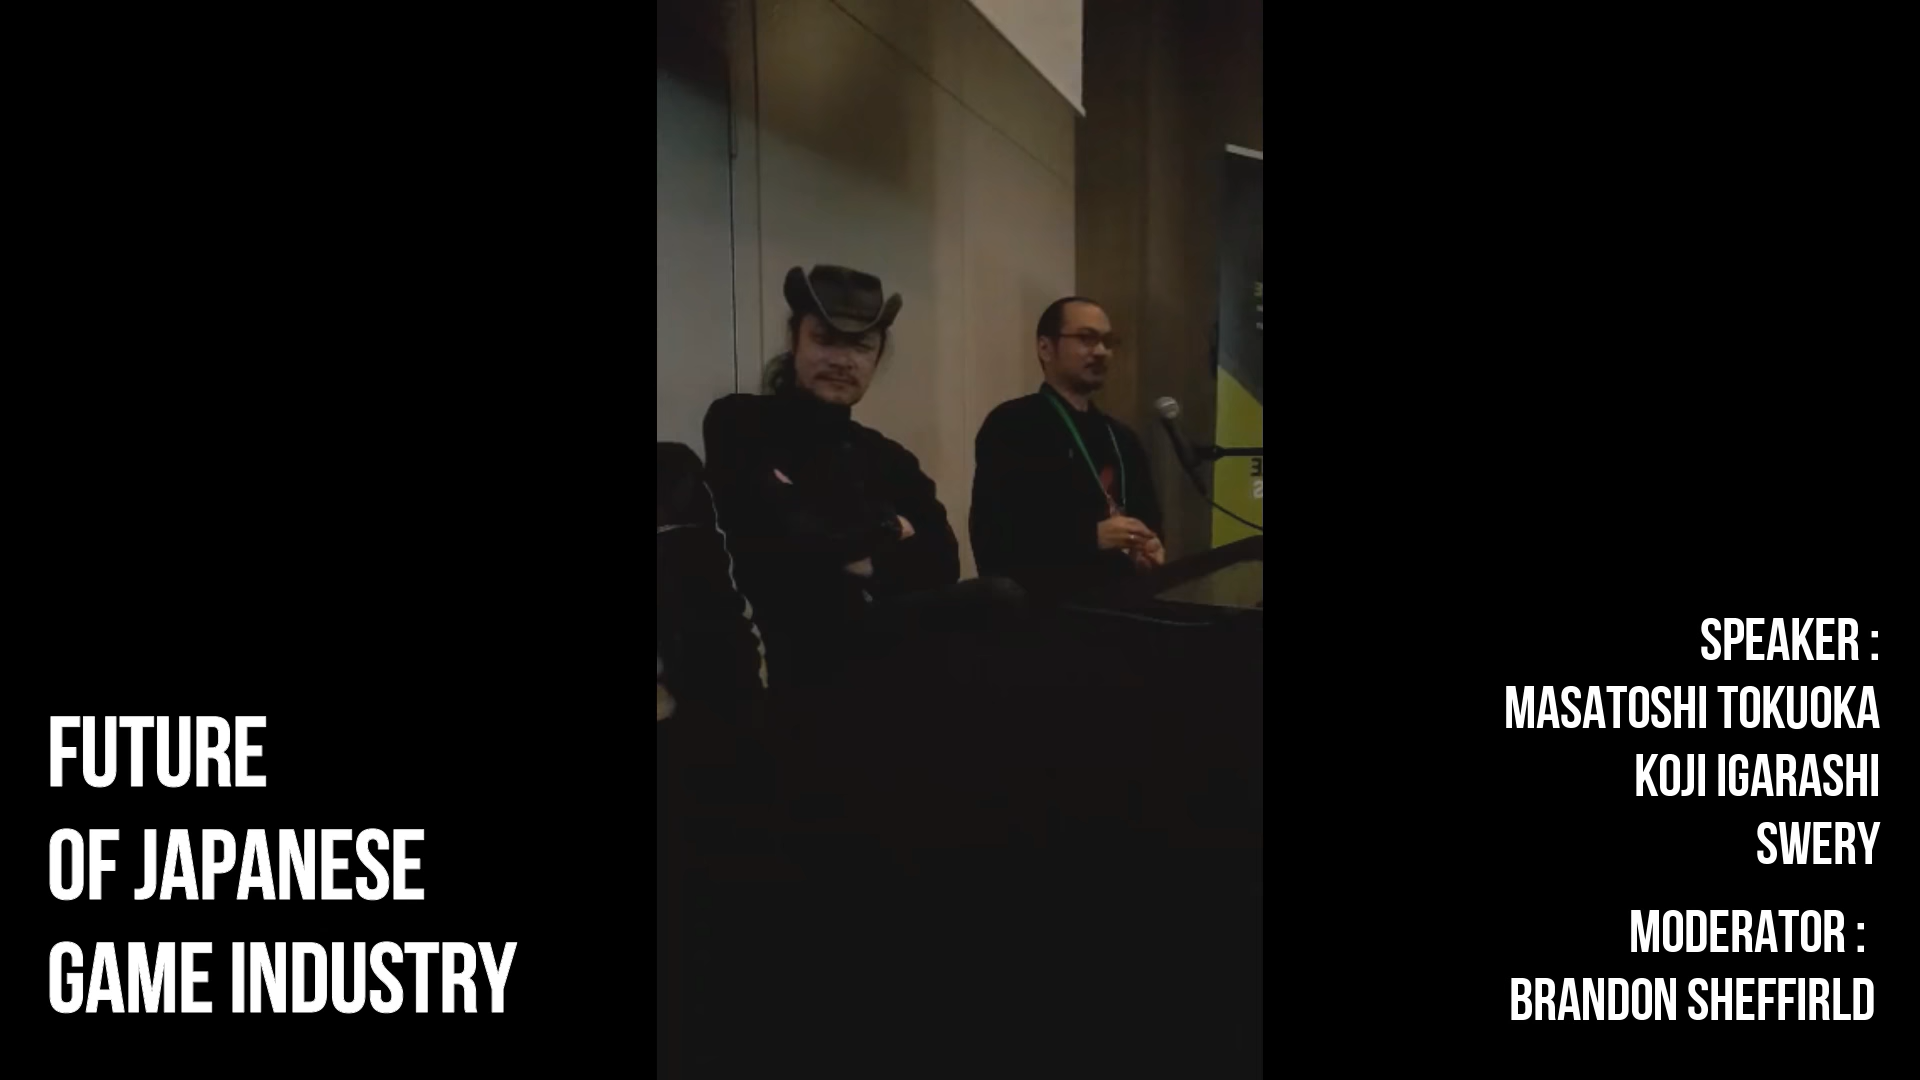 FUTURE
OF JAPANESE
GAME INDUSTRY
SPEAKER :
MASATOSHI TOKUOKA
KOJI IGARASHI
SWERY
MODERATOR :
BRANDON SHEFFIRLD